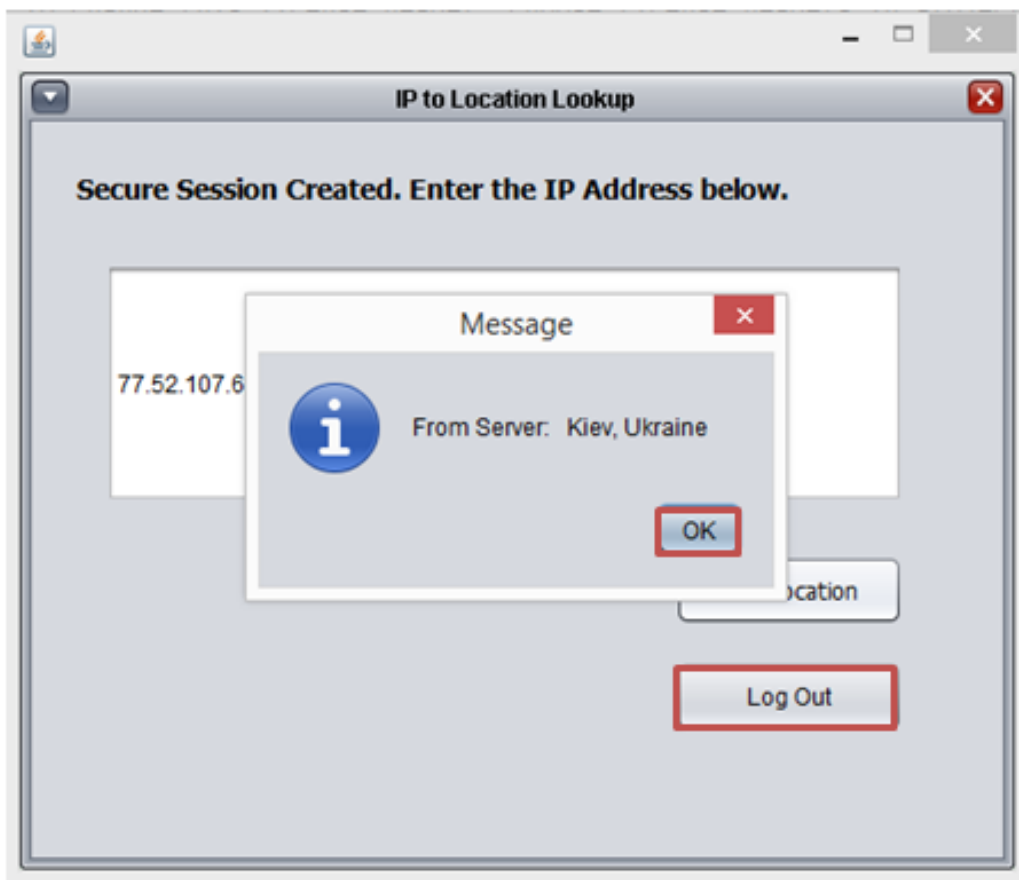 IP to Location Lookup
Secure Session Created. Enter the IP Address below.
Message
77.52.107.6
From Server: Kiev, Ukraine
OK
Log Out